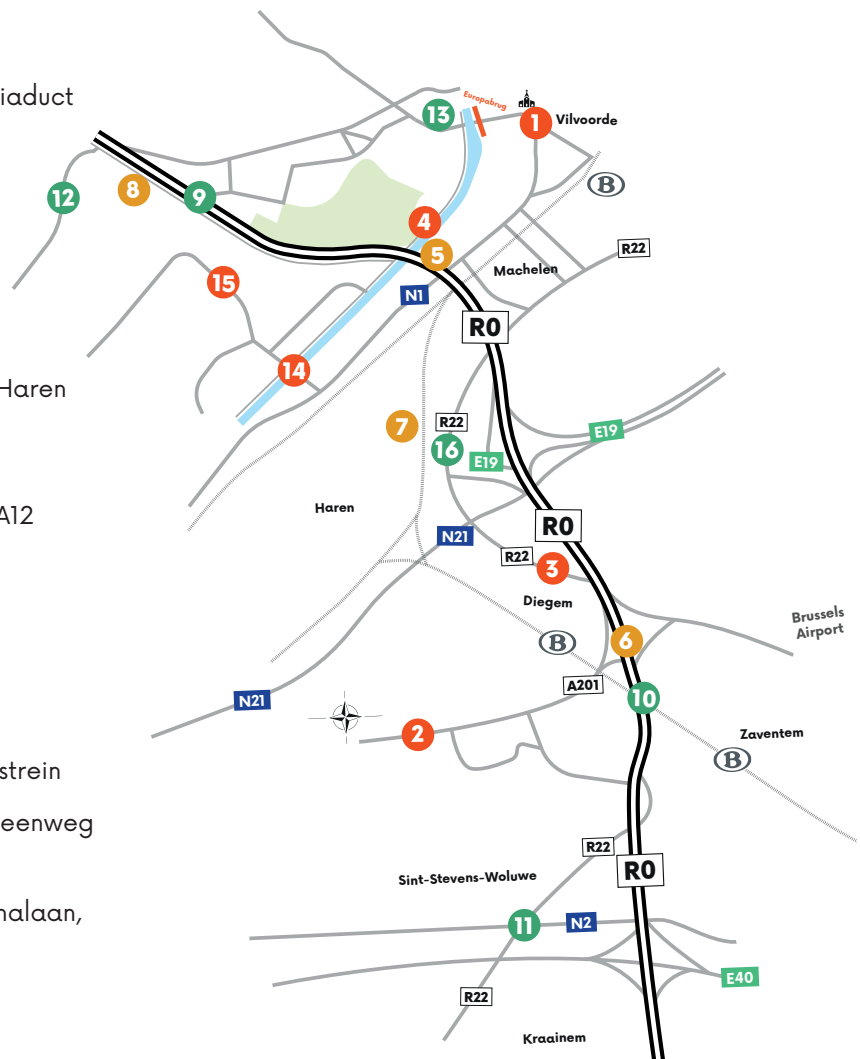 iaduct
Europabrug
13
1
Vilvoorde
12
8
9
B
4
5
R22
Machelen
15
N1
R0
14
Haren
7
R22
E19
16
E19
A12
Haren
R0
N21
R22
3
Diegem
Brussels
Airport
B
6
A201
N21
10
2
Zaventem
B
strein
eenweg
R22
R0
Sint-Stevens-Woluwe
nalaan,
11
N2
E40
R22
Kraainem